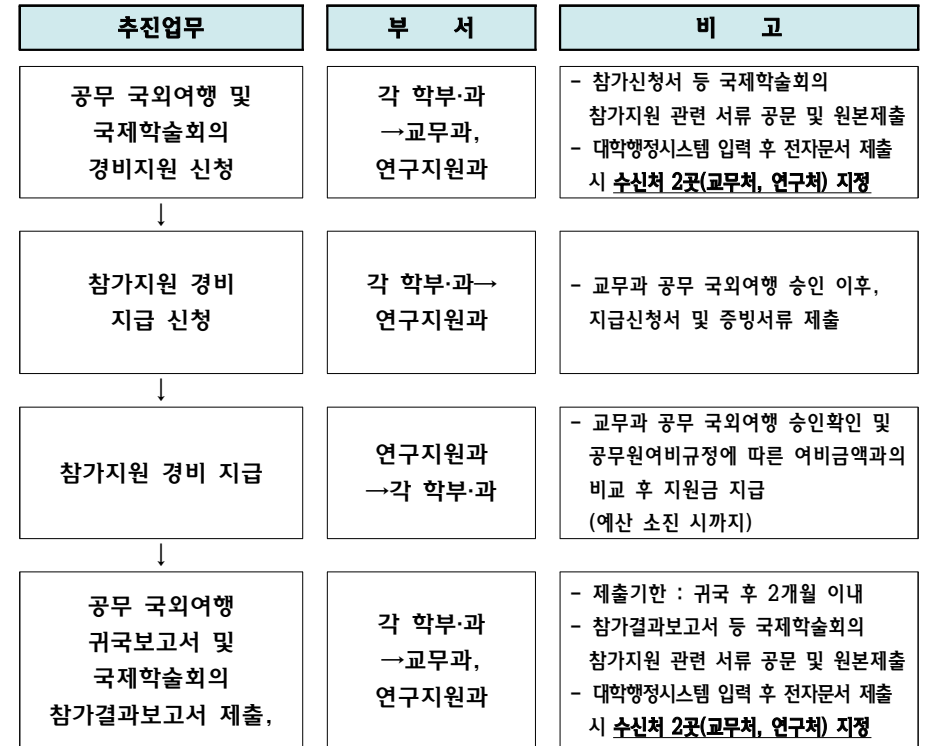 추진업무
부 서
비 고
공무 국외여행 및
국제학술회의
경비지원 신청
각 학부·과
→교무과,
연구지원과
- 참가신청서 등 국제학술회의
참가지원 관련 서류 공문 및 원본제출
- 대학행정시스템 입력 후 전자문서 제출
시 수신처 2곳(교무처, 연구처) 지정
↓
참가지원 경비
지급 신청
각 학부·과→
연구지원과
- 교무과 공무 국외여행 승인 이후,
지급신청서 및 증빙서류 제출
↓
참가지원 경비 지급
연구지원과
→각 학부·과
- 교무과 공무 국외여행 승인확인 및
공무원여비규정에 따른 여비금액과의
비교 후 지원금 지급
(예산 소진 시까지)
↓
공무 국외여행
귀국보고서 및
국제학술회의
참가결과보고서 제출,
각 학부·과
→교무과,
연구지원과
- 제출기한 : 귀국 후 2개월 이내
- 참가결과보고서 등 국제학술회의
참가지원 관련 서류 공문 및 원본제출
- 대학행정시스템 입력 후 전자문서 제출
시 수신처 2곳(교무처, 연구처) 지정